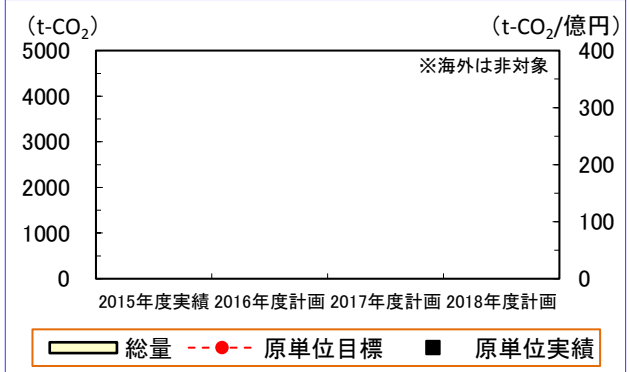 （t-CO₂） （t-CO₂/億円）
5000 400
※海外は非対象
4000 300
3000
2000 200
1000 100
0 0
2015年度実績 2016年度計画 2017年度計画 2018年度計画
総量 原単位目標 原単位実績